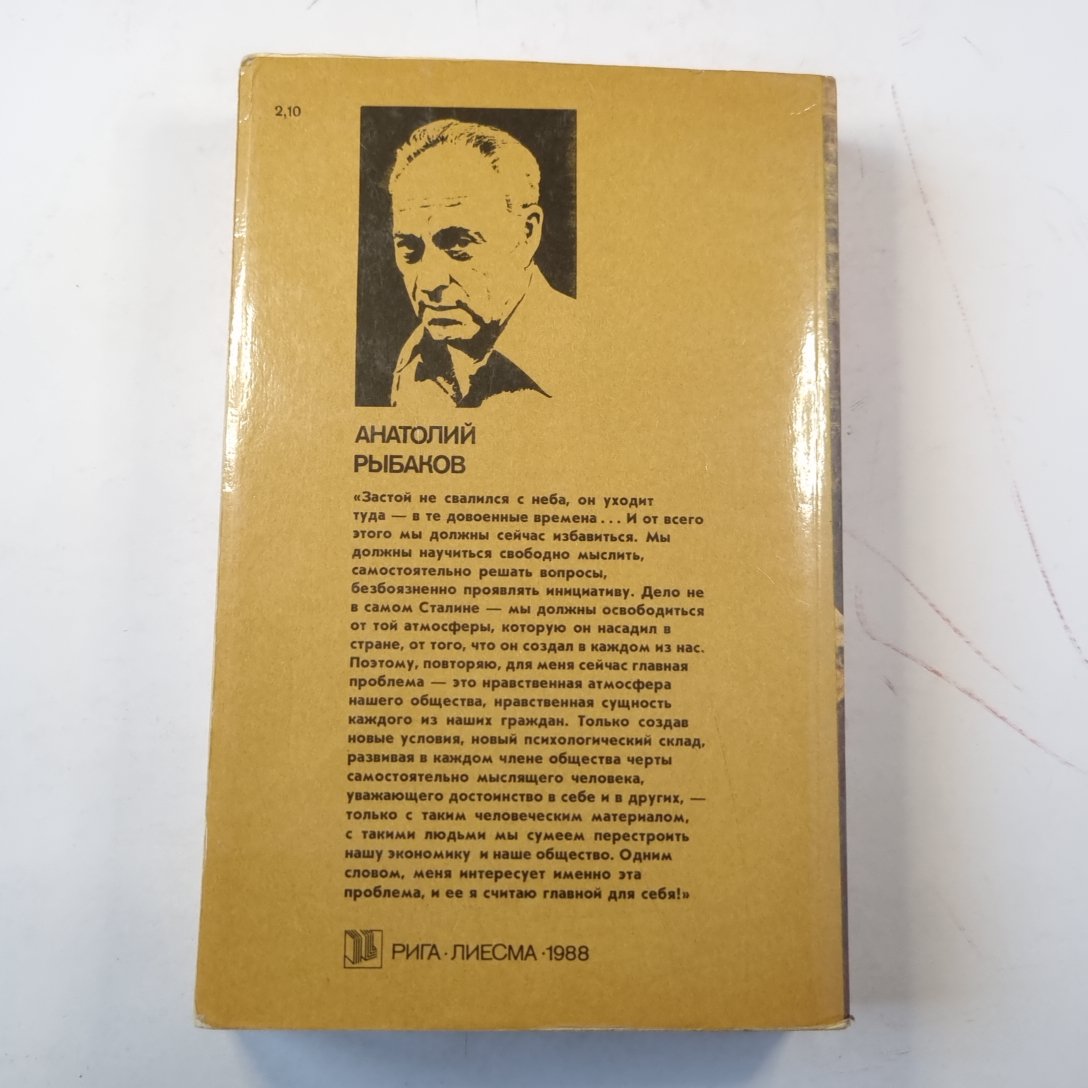 2,10
АНАТОЛИЙ
РЫБАКОВ
«Застой не свалился с неба, он уходит
туда — в те довоенные времена... И от всего
этого мы должны сейчас избавиться. Мы
должны научиться свободно мыслить,
самостоятельно решать вопросы,
безбоязненно проявлять инициативу. Дело не
в самом Сталине — мы должны освободиться
от той атмосферы, которую он насадил в
стране, от того, что он создал в каждом из нас.
Поэтому, повторяю, для меня сейчас главная
проблема — это нравственная атмосфера
нашего общества, нравственная сущность
каждого из наших граждан. Только создав
новые условия, новый психологический склад,
развивая в каждом члене общества черты
самостоятельно мыслящего человека,
уважающего достоинство в себе и в других, —
только с таким человеческим материалом,
с такими людьми мы сумеем перестроить
нашу экономику и наше общество. Одним
словом, меня интересует именно эта
проблема, и ее я считаю главной для себя!»
РИГА · ЛИЕСМА · 1988